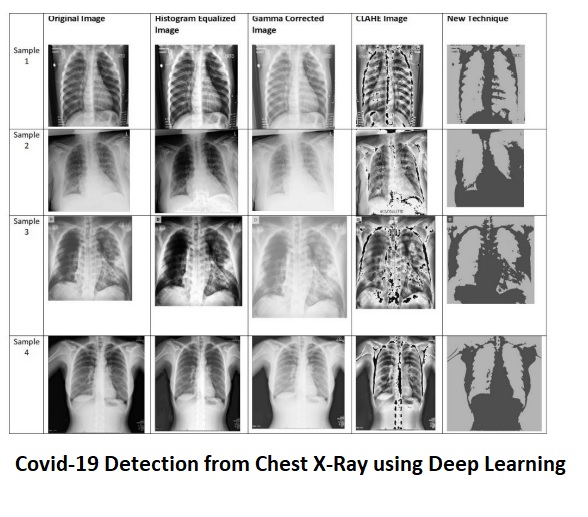 Original Image
Histogram Equalized
Image
Gamma Corrected
Image
CLAHE Image
New Technique
Sample
1
Sample
2
Sample
3
Sample
4
Covid-19 Detection from Chest X-Ray using Deep Learning